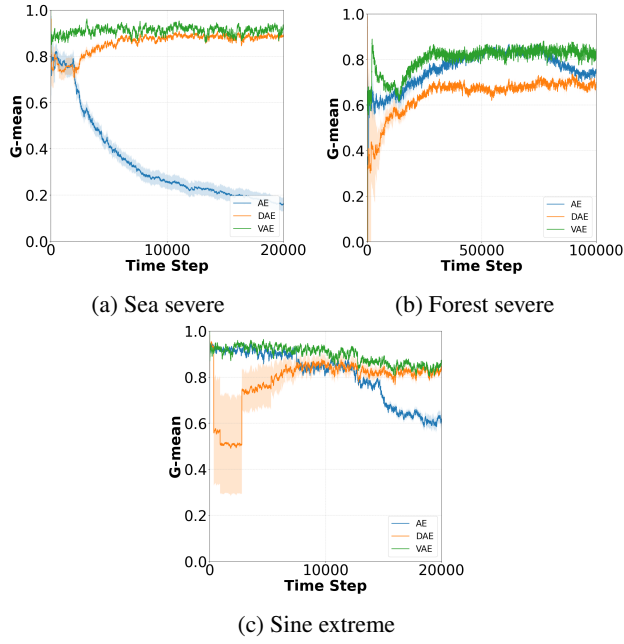 1.0
0.8
0.6
0.4
0.2
0.0
G-mean
0 10000 20000
Time Step
AE
DAE
VAE
(a) Sea severe
1.0
0.8
0.6
0.4
0.2
0.0
G-mean
0 50000 100000
Time Step
AE
DAE
VAE
(b) Forest severe
1.0
0.8
0.6
0.4
0.2
0.0
G-mean
0 10000 20000
Time Step
AE
DAE
VAE
(c) Sine extreme